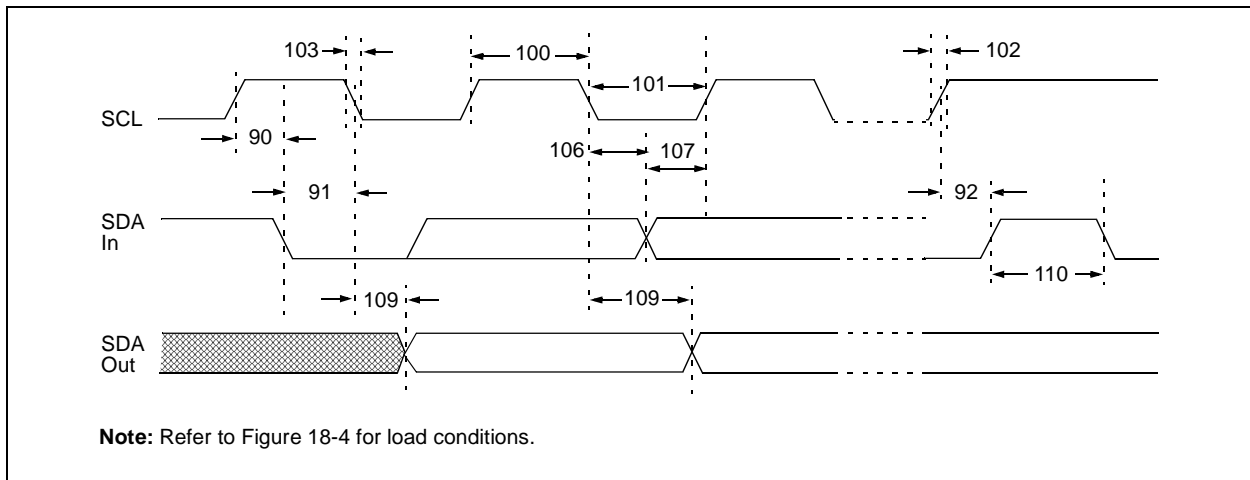 103
100
102
101
SCL
90
106
107
91
92
SDA
In
110
109
109
SDA
Out
Note: Refer to Figure 18-4 for load conditions.